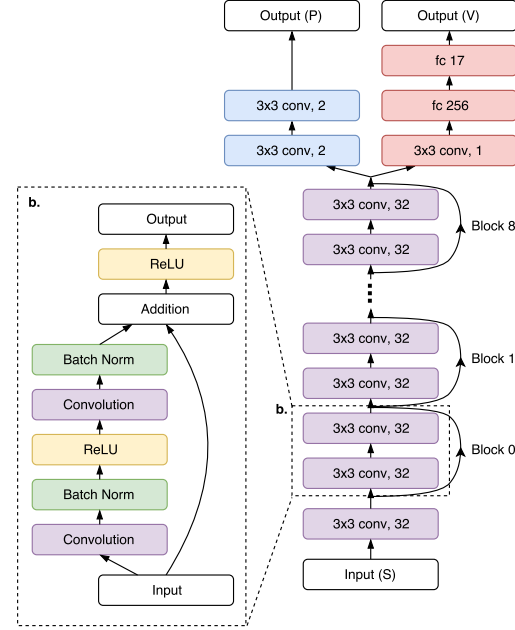 Output (P)
Output (V)
fc 17
3x3 conv, 2
fc 256
3x3 conv, 2
3x3 conv, 1
b.
Output
ReLU
Addition
Batch Norm
Convolution
ReLU
Batch Norm
Convolution
Input
3x3 conv, 32
3x3 conv, 32
Block 8
3x3 conv, 32
3x3 conv, 32
Block 1
b.
3x3 conv, 32
3x3 conv, 32
Block 0
3x3 conv, 32
Input (S)